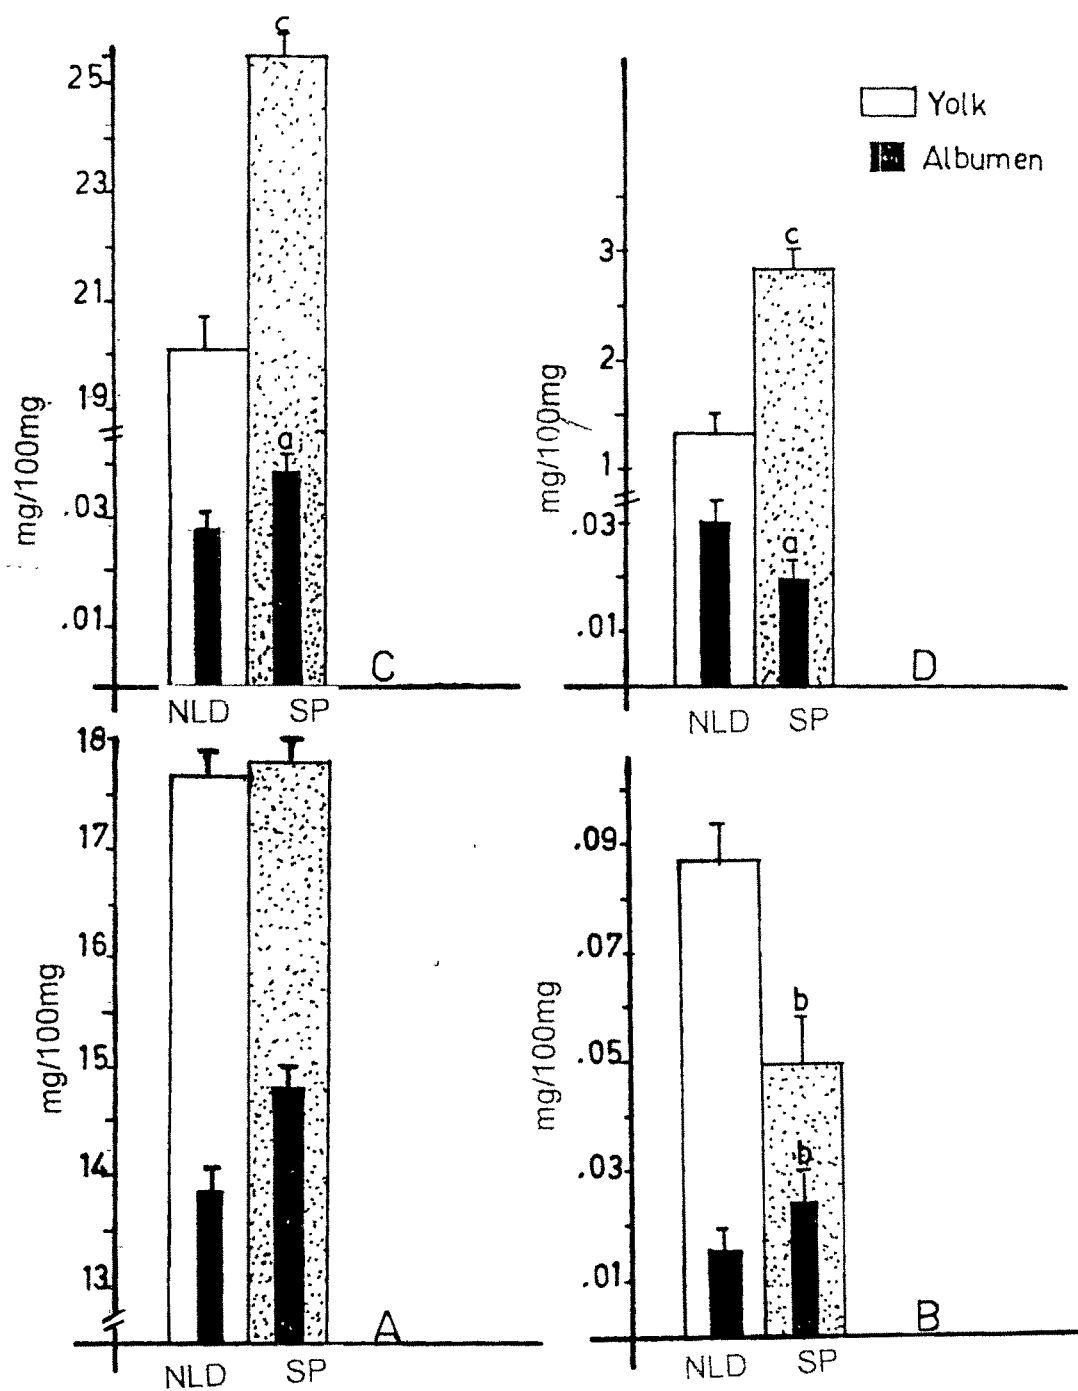 Yolk
Albumen
c
25
23
21
19
a
.03
.01
mg/100mg
C
NLD SP
c
3
2
1
.03
a
.01
mg/100mg
D
NLD SP
18
17
16
15
14
13
mg/100mg
A
NLD SP
.09
.07
b
.05
b
.03
.01
mg/100mg
B
NLD SP